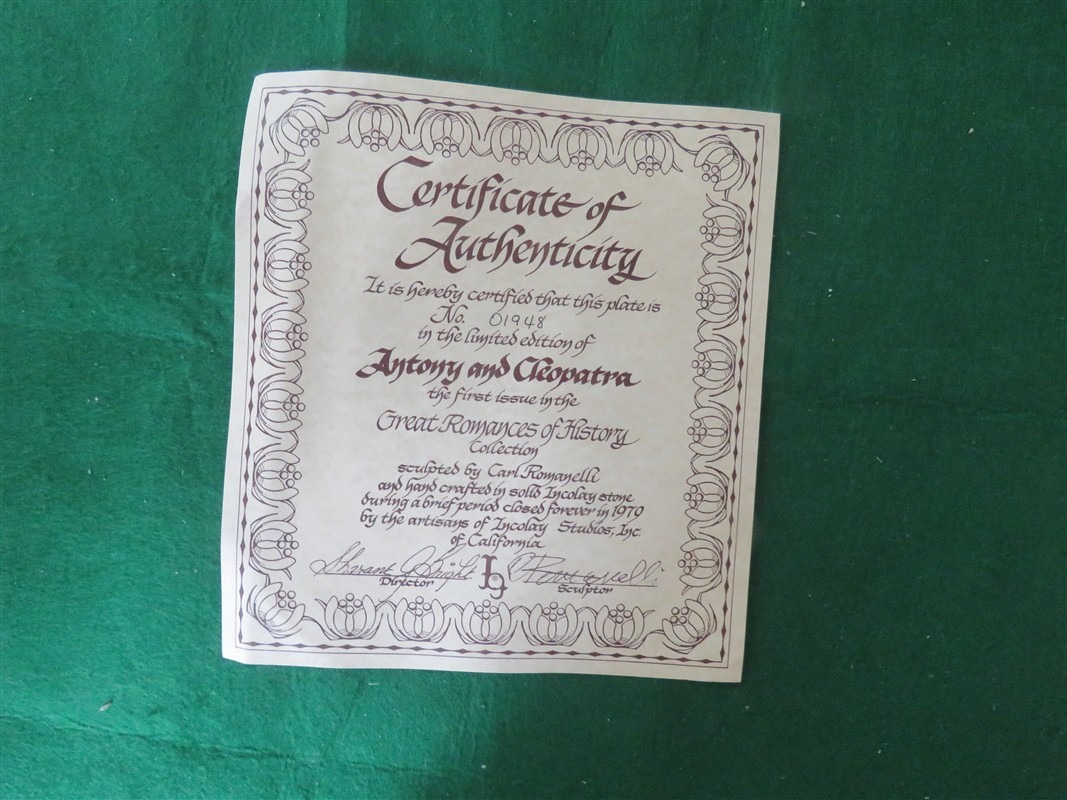 Certificate of
Authenticity
It is hereby certified that this plate is
No. 01948
in the limited edition of
Antony and Cleopatra
the first issue in the
Great Romances of History
Collection
sculpted by Carl Romanelli
and hand crafted in solid Incolay stone
during a brief period closed forever in 1979
by the artisans of Incolay Studios, Inc.
of California
Director
Sculptor